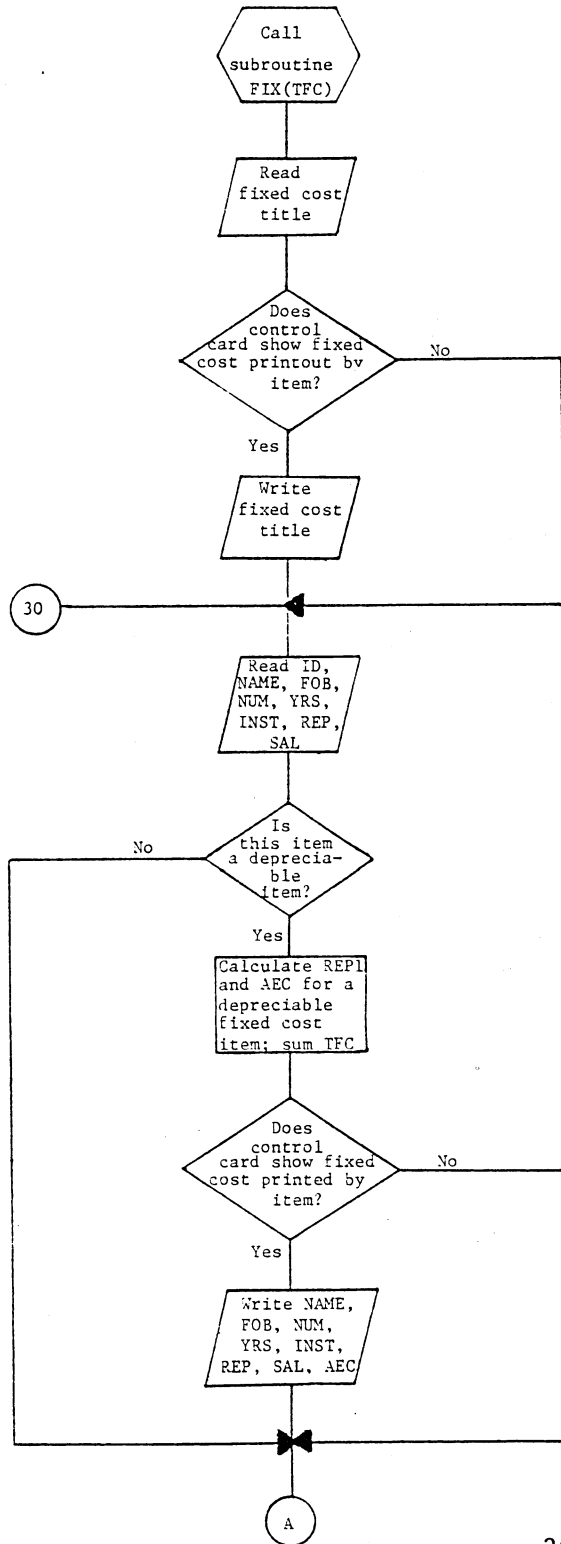 Call
subroutine
FIX(TFC)
Read
fixed cost
title
Does
control
card show fixed
cost printout by
item?
No
Yes
Write
fixed cost
title
30
Read ID,
NAME, FOB,
NUM, YRS,
INST, REP,
SAL
Is
this item
a deprecia-
ble
item?
No
Yes
Calculate REP1
and AEC for a
depreciable
fixed cost
item; sum TFC
Does
control
card show fixed
cost printed by
item?
No
Yes
Write NAME,
FOB, NUM,
YRS, INST,
REP, SAL, AEC
A